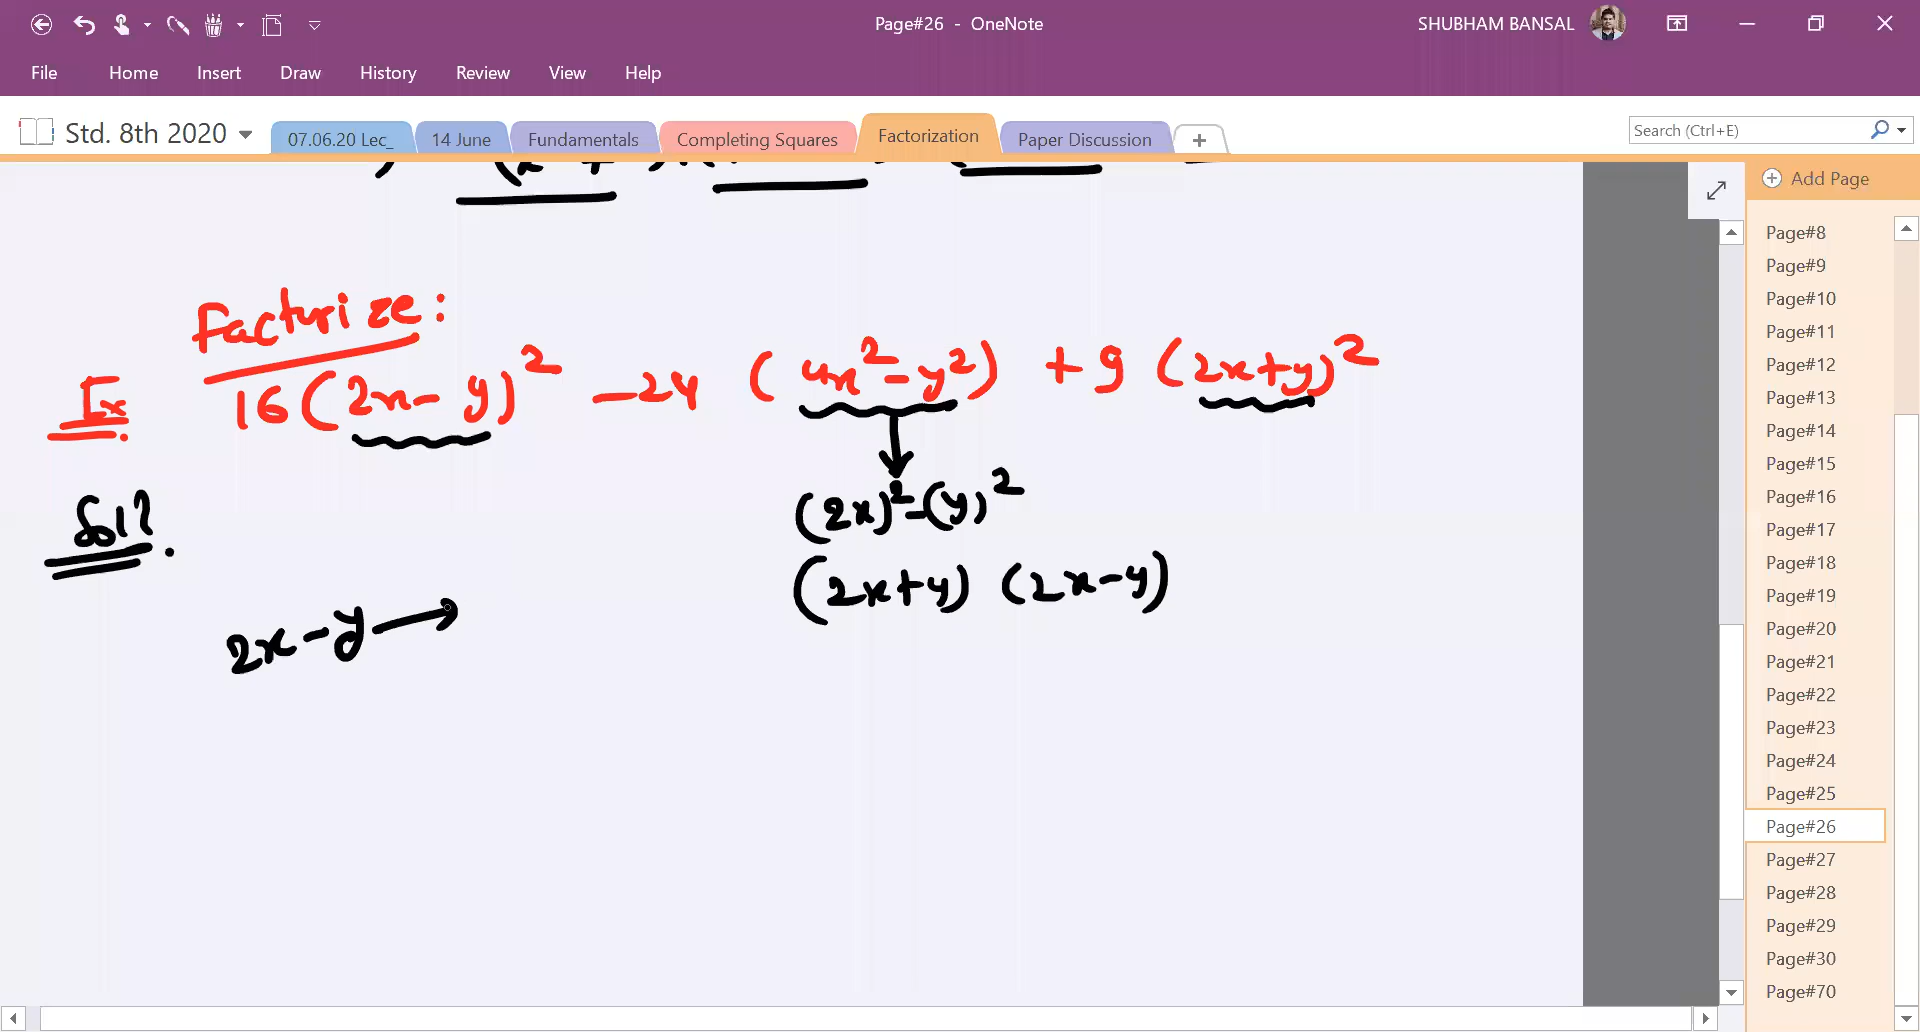 Page#26 - OneNote
SHUBHAM BANSAL
File Home Insert Draw History Review View Help
Std. 8th 2020
07.06.20 Lec_
14 June
Fundamentals
Completing Squares
Factorization
Paper Discussion
+
Search (Ctrl+E)
Add Page
Factorize:
Ex 16(2x-y)² -24 (4x²-y²) +9 (2x+y)²
Sol?
(2x)²-(y)²
(2x+y) (2x-y)
2x-y→
Page#8
Page#9
Page#10
Page#11
Page#12
Page#13
Page#14
Page#15
Page#16
Page#17
Page#18
Page#19
Page#20
Page#21
Page#22
Page#23
Page#24
Page#25
Page#26
Page#27
Page#28
Page#29
Page#30
Page#70